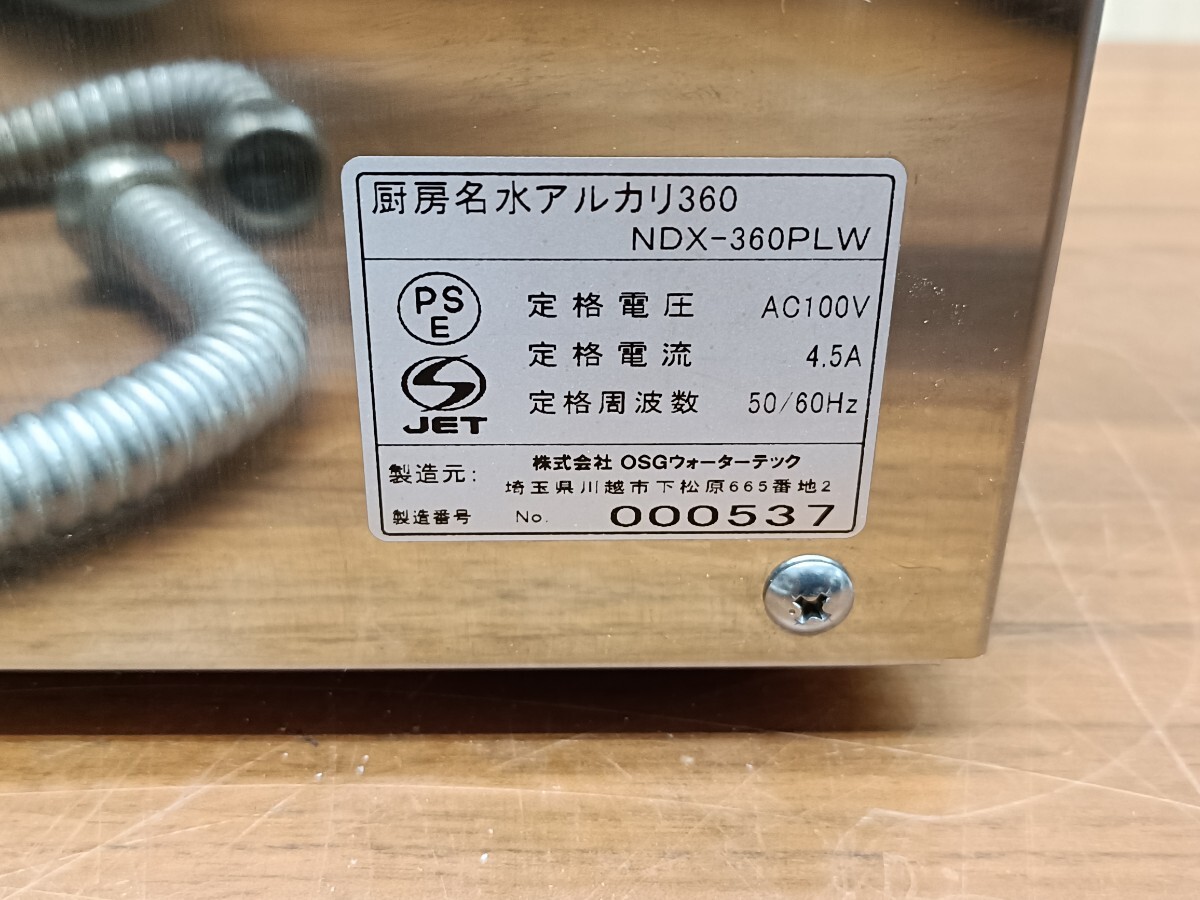 厨房名水アルカリ360
NDX-360PLW
PS
E
定格電圧 AC100V
定格電流 4.5A
JET
定格周波数 50/60Hz
製造元: 株式会社 OSGウォーターテック
埼玉県川越市下松原665番地2
製造番号 No. 000537